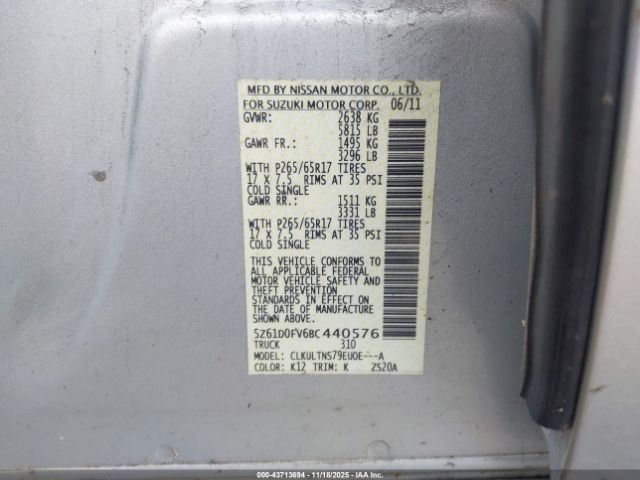 MFD BY NISSAN MOTOR CO., LTD.
FOR SUZUKI MOTOR CORP. 06/11
GVWR: 2638 KG
5815 LB
GAWR FR.: 1495 KG
3296 LB
WITH P265/65R17 TIRES
17 X 7.5 RIMS AT 35 PSI
COLD SINGLE
GAWR RR.: 1511 KG
3331 LB
WITH P265/65R17 TIRES
17 X 7.5 RIMS AT 35 PSI
COLD SINGLE
THIS VEHICLE CONFORMS TO
ALL APPLICABLE FEDERAL
MOTOR VEHICLE SAFETY AND
THEFT PREVENTION
STANDARDS IN EFFECT ON
THE DATE OF MANUFACTURE
SHOWN ABOVE
5Z61D0FV6BC440576
TRUCK 310
MODEL: CLKULTNS79EUOE---A
COLOR: K12 TRIM: K ZS20A
000-43713694 - 11/18/2025 - IAA Inc.